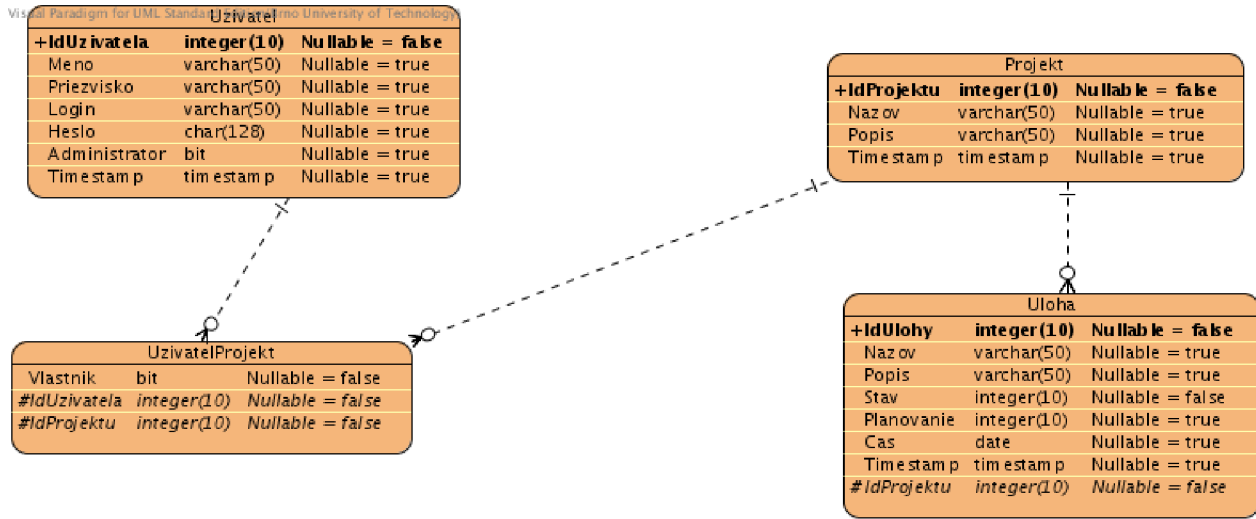 Visual Paradigm for UML Standard University of Technology)
Uzivatel
+IdUzivatela integer(10) Nullable = false
Meno varchar(50) Nullable = true
Priezvisko varchar(50) Nullable = true
Login varchar(50) Nullable = true
Heslo char(128) Nullable = true
Administrator bit Nullable = true
Timestamp timestamp Nullable = true
Projekt
+IdProjektu integer(10) Nullable = false
Nazov varchar(50) Nullable = true
Popis varchar(50) Nullable = true
Timestamp timestamp Nullable = true
UzivatelProjekt
Vlastnik bit Nullable = false
#IdUzivatela integer(10) Nullable = false
#IdProjektu integer(10) Nullable = false
Uloha
+IdUlohy integer(10) Nullable = false
Nazov varchar(50) Nullable = true
Popis varchar(50) Nullable = true
Stav integer(10) Nullable = false
Planovanie integer(10) Nullable = true
Cas date Nullable = true
Timestamp timestamp Nullable = true
#IdProjektu integer(10) Nullable = false